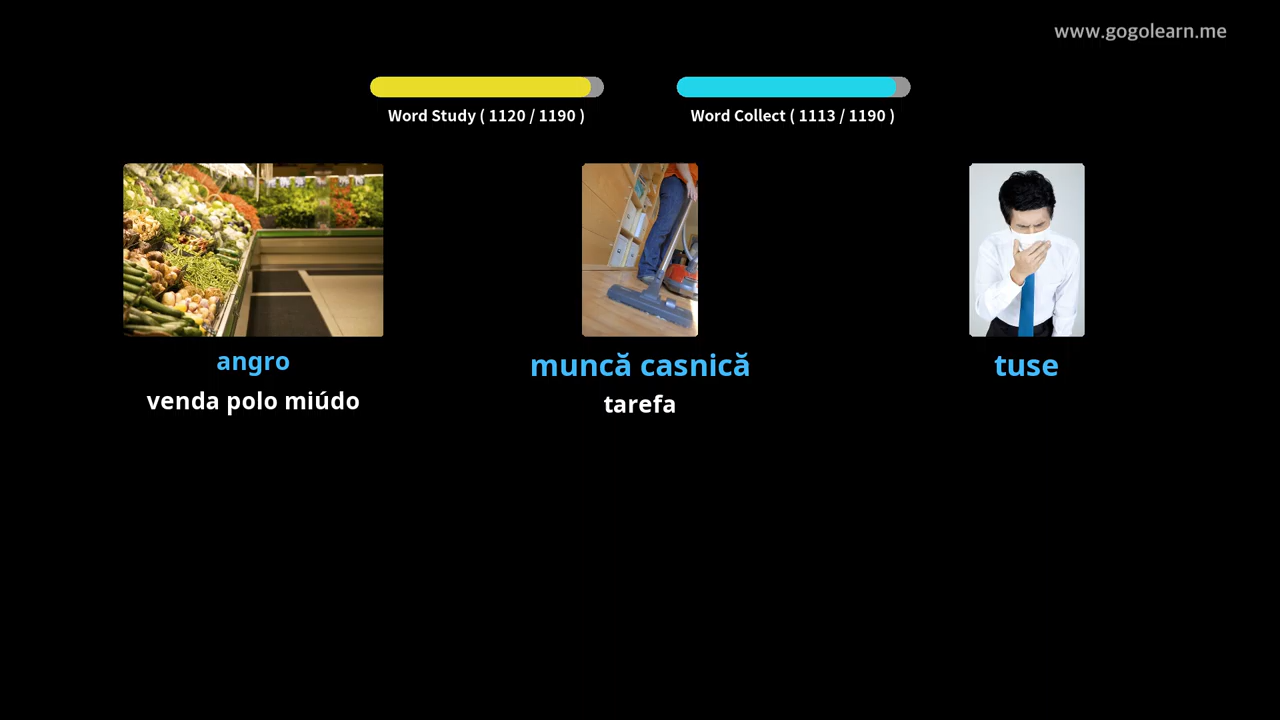 www.gogolearn.me
Word Study ( 1120 / 1190 )
Word Collect ( 1113 / 1190 )
angro
muncă casnică
tuse
venda polo miúdo
tarefa